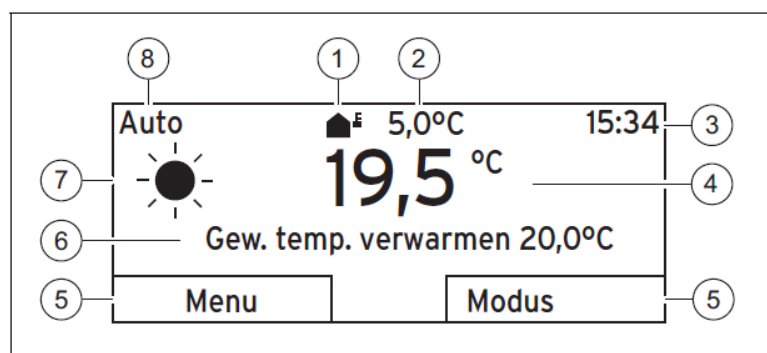 8 1 2
Auto 5,0°C 15:34 3
7 19,5 °C 4
6 Gew. temp. verwarmen 20,0°C
5 Menu Modus 5